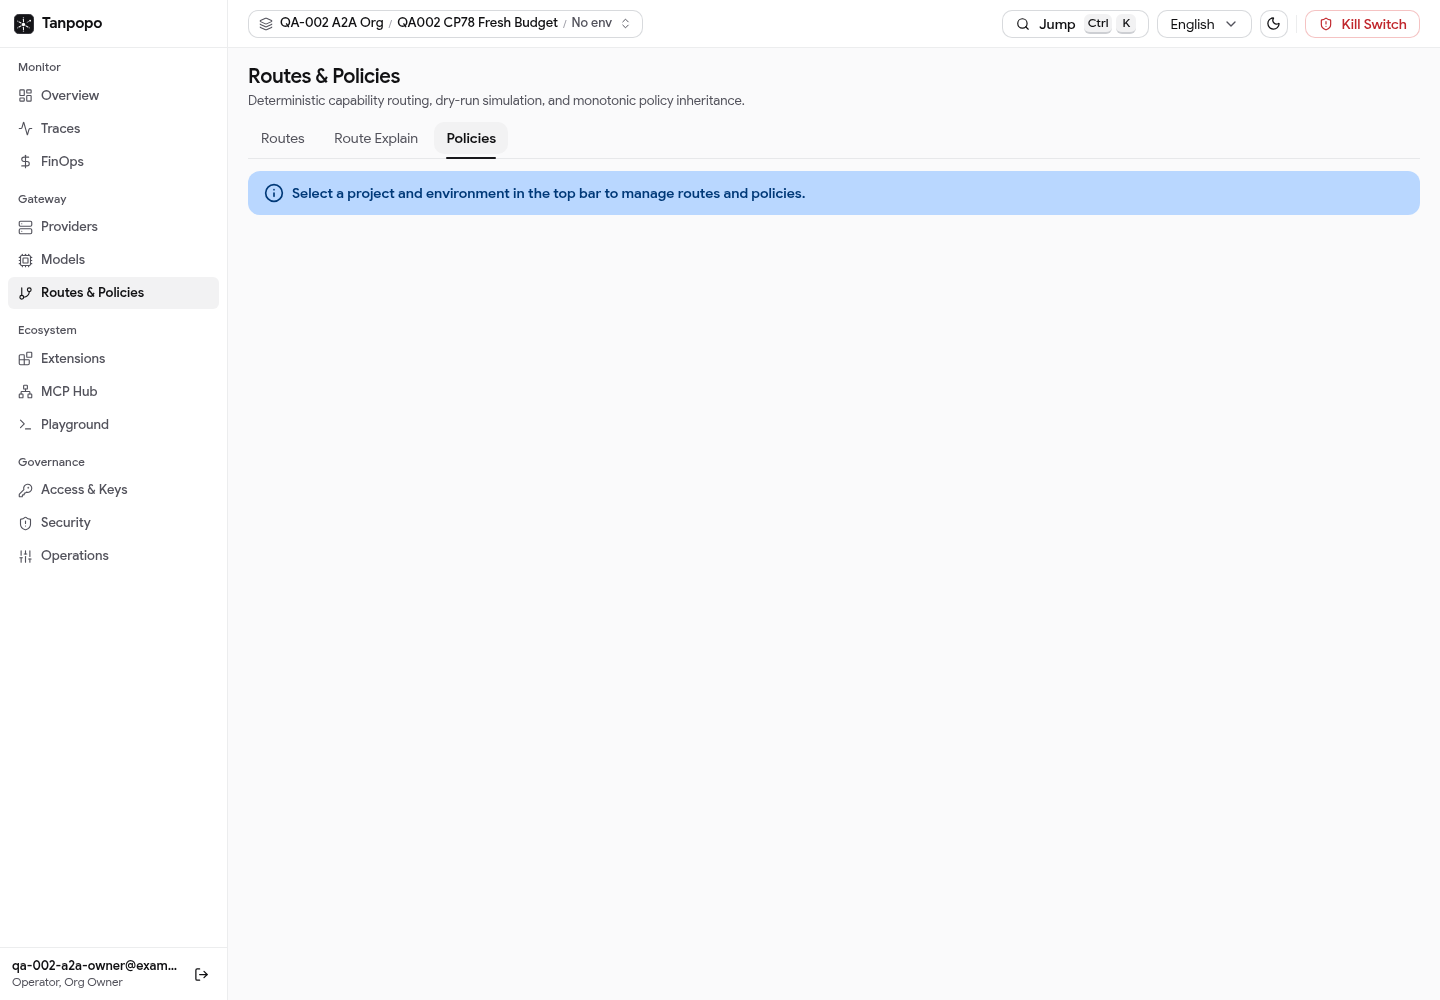 Tanpopo
QA-002 A2A Org / QA002 CP78 Fresh Budget / No env
Jump Ctrl K
English
Kill Switch
Monitor
Overview
Traces
FinOps
Gateway
Providers
Models
Routes & Policies
Ecosystem
Extensions
MCP Hub
Playground
Governance
Access & Keys
Security
Operations
qa-002-a2a-owner@exam...
Operator, Org Owner
Routes & Policies
Deterministic capability routing, dry-run simulation, and monotonic policy inheritance.
Routes Route Explain Policies
Select a project and environment in the top bar to manage routes and policies.